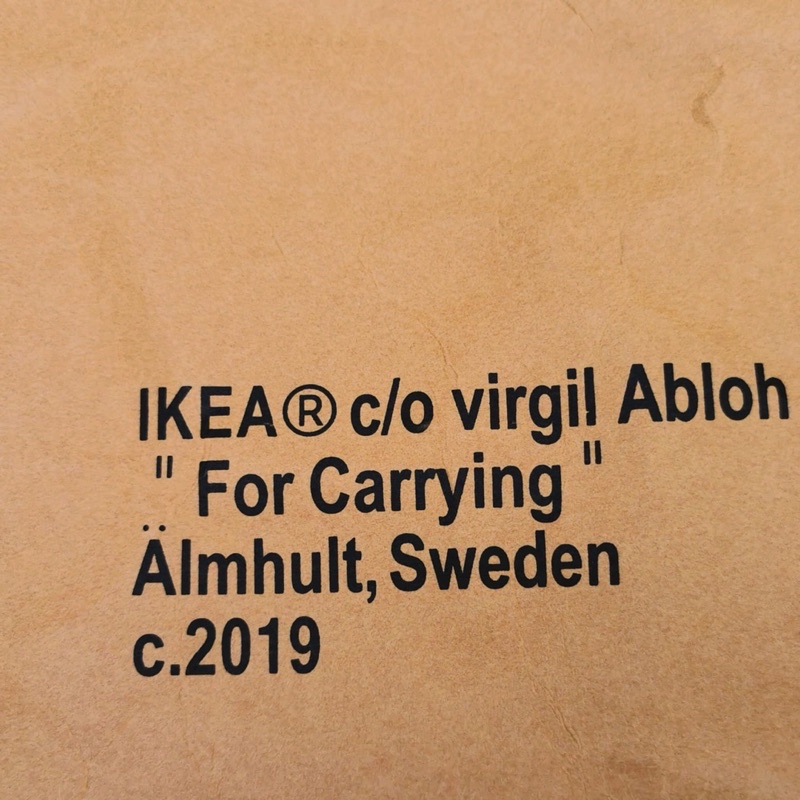 IKEA® c/o virgil Abloh
" For Carrying "
Älmhult, Sweden
c.2019